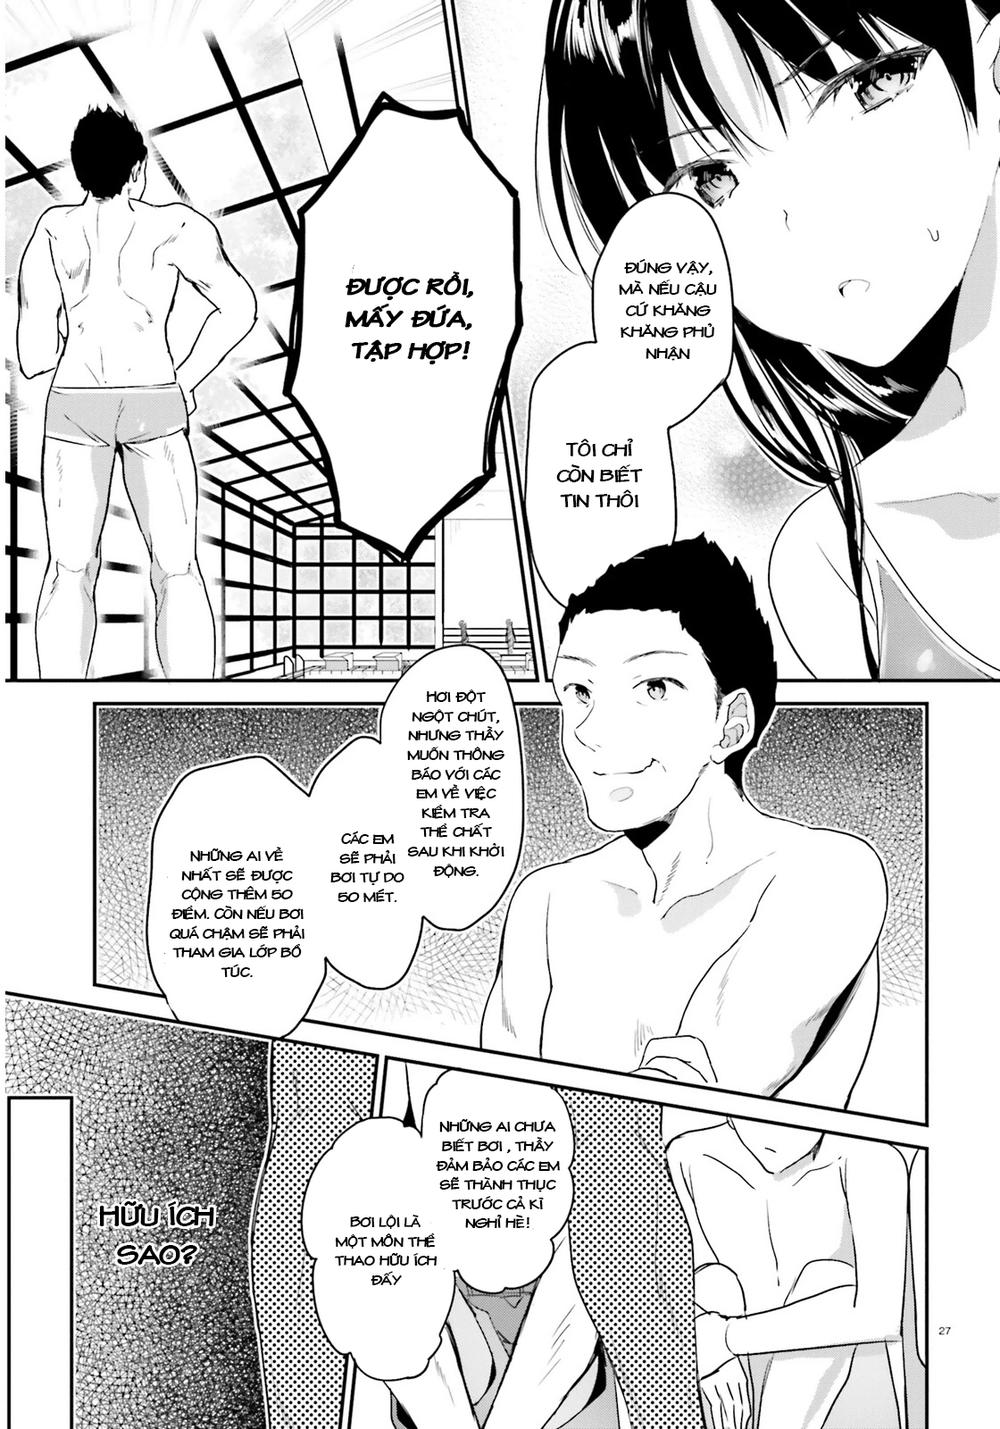 ĐÚNG VẬY,
MÀ NẾU CẬU
CỨ KHĂNG
KHĂNG PHỦ
NHẬN
TÔI CHỈ
CÒN BIẾT
TIN THÔI
ĐƯỢC RỒI,
MẤY ĐỨA,
TẬP HỢP!
HƠI ĐỘT
NGỘT CHÚT,
NHƯNG THẦY
MUỐN THÔNG
BÁO VỚI CÁC
EM VỀ VIỆC
KIỂM TRA
THỂ CHẤT
SAU KHI KHỞI
ĐỘNG.
CÁC EM
SẼ PHẢI
BƠI TỰ DO
50 MÉT.
NHỮNG AI VỀ
NHẤT SẼ ĐƯỢC
CỘNG THÊM 50
ĐIỂM. CÒN NẾU BƠI
QUÁ CHẬM SẼ PHẢI
THAM GIA LỚP BỔ
TÚC.
NHỮNG AI CHƯA
BIẾT BƠI , THẦY
ĐẢM BẢO CÁC EM
SẼ THÀNH THỤC
TRƯỚC CẢ KÌ
NGHỈ HÈ!
BƠI LỘI LÀ
MỘT MÔN THỂ
THAO HỮU ÍCH
ĐẤY
HỮU ÍCH
SAO?
27